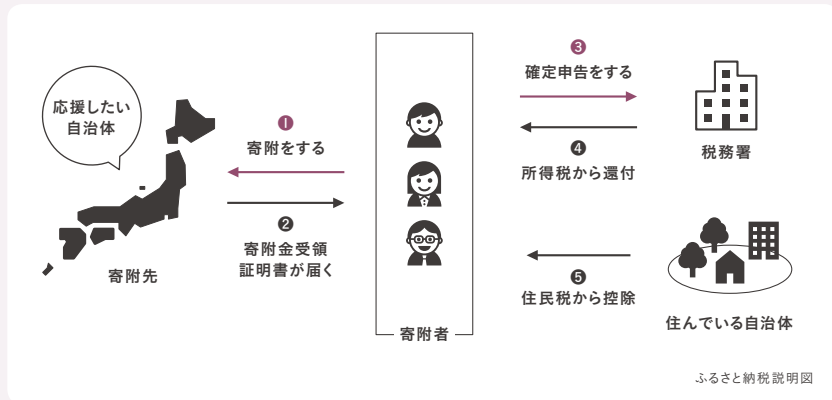 応援したい
自治体
❶
寄附をする
❷
寄附金受領
証明書が届く
寄附先
寄附者
❸
確定申告をする
❹
所得税から還付
税務署
❺
住民税から控除
住んでいる自治体
ふるさと納税説明図